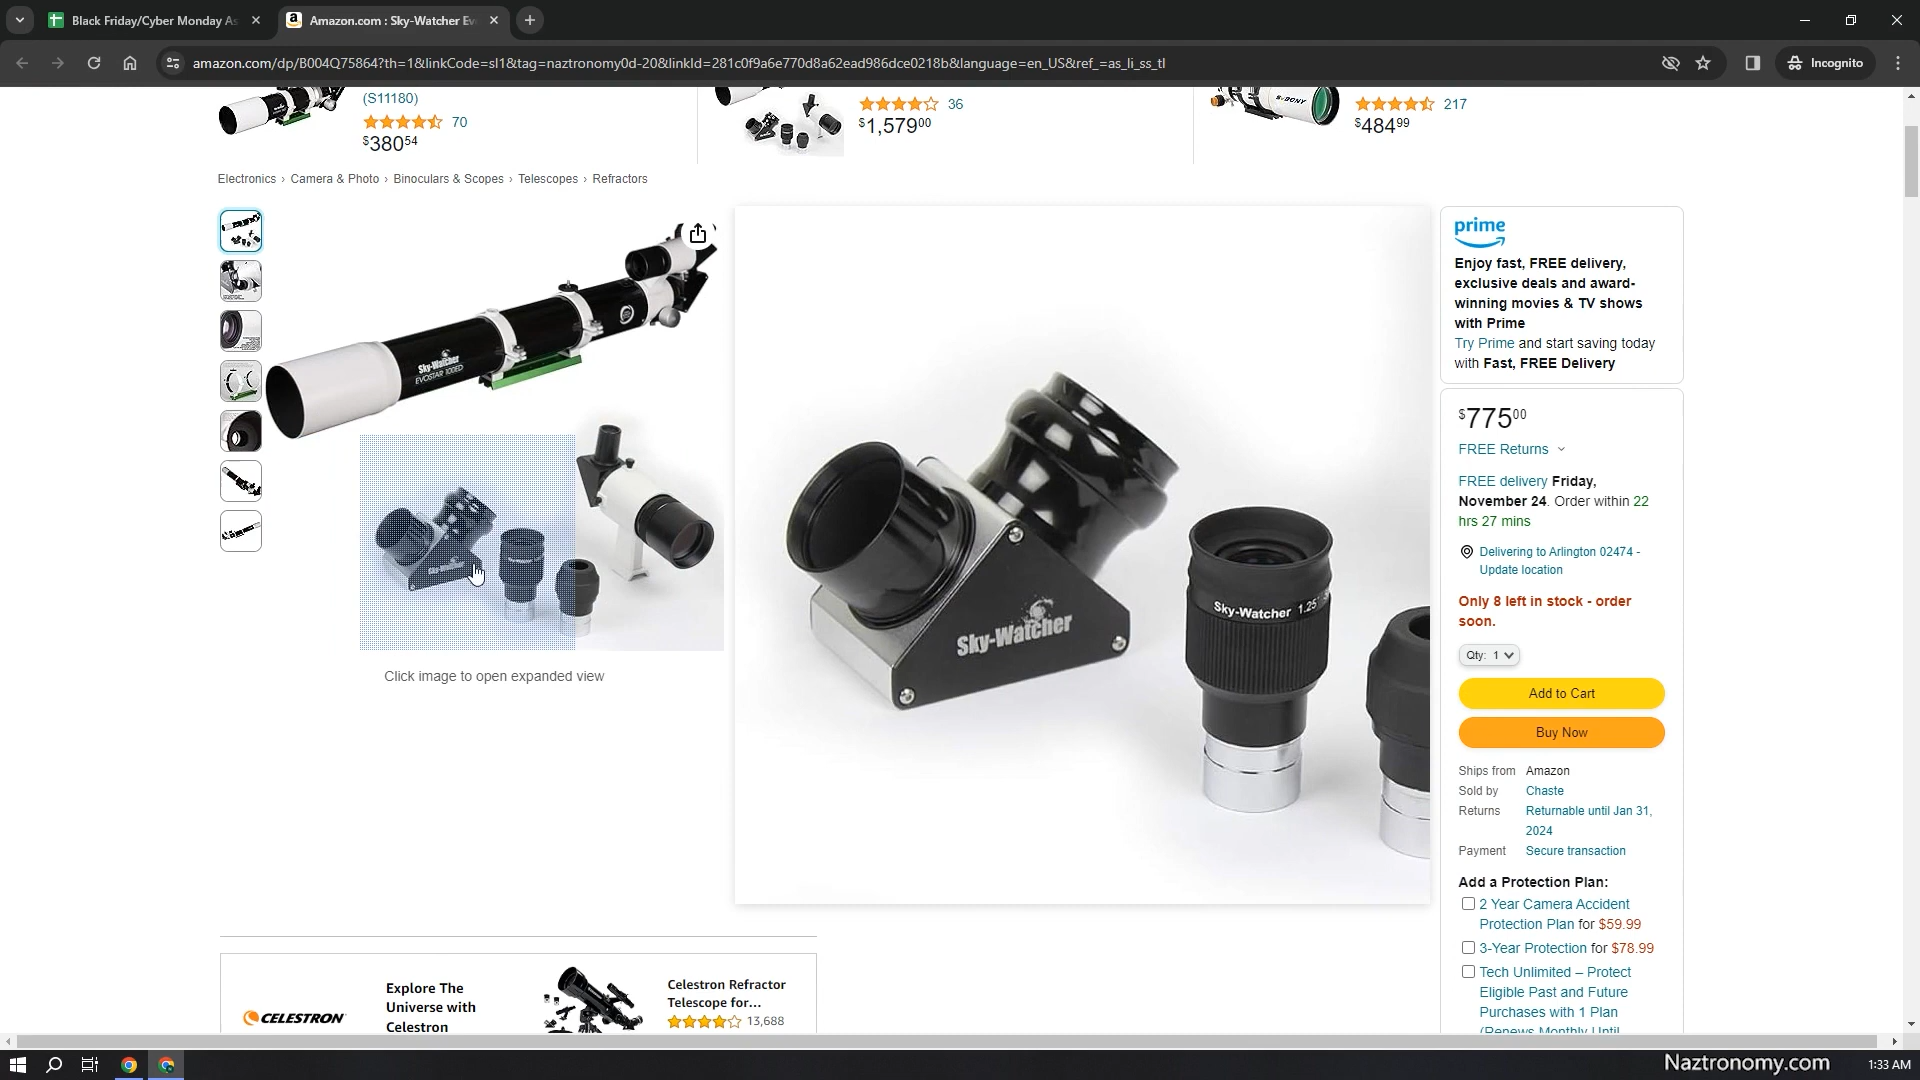 Black Friday/Cyber Monday As
Amazon.com : Sky-Watcher Ev
amazon.com/dp/B004Q75864?th=1&linkCode=sl1&tag=naztronomy0d-20&linkId=281c0f9a6e770d8a62ead986dce0218b&language=en_US&ref_=as_li_ss_tl
Incognito
(S11180)
70
$38054
36
$1,57900
SVBONY
217
$48499
Electronics › Camera & Photo › Binoculars & Scopes › Telescopes › Refractors
Sky-Watcher
EVOSTAR 100ED
Click image to open expanded view
Sky-Watcher
Sky-Watcher 1.25"
prime
Enjoy fast, FREE delivery,
exclusive deals and award-
winning movies & TV shows
with Prime
Try Prime and start saving today
with Fast, FREE Delivery
$77500
FREE Returns
FREE delivery Friday,
November 24. Order within 22
hrs 27 mins
Delivering to Arlington 02474 -
Update location
Only 8 left in stock - order
soon.
Qty: 1
Add to Cart
Buy Now
Ships from Amazon
Sold by Chaste
Returns Returnable until Jan 31,
2024
Payment Secure transaction
Add a Protection Plan:
2 Year Camera Accident
Protection Plan for $59.99
3-Year Protection for $78.99
Tech Unlimited – Protect
Eligible Past and Future
Purchases with 1 Plan
(Renews Monthly Until
CELESTRON
Explore The
Universe with
Celestron
Celestron Refractor
Telescope for...
13,688
Naztronomy.com
1:33 AM